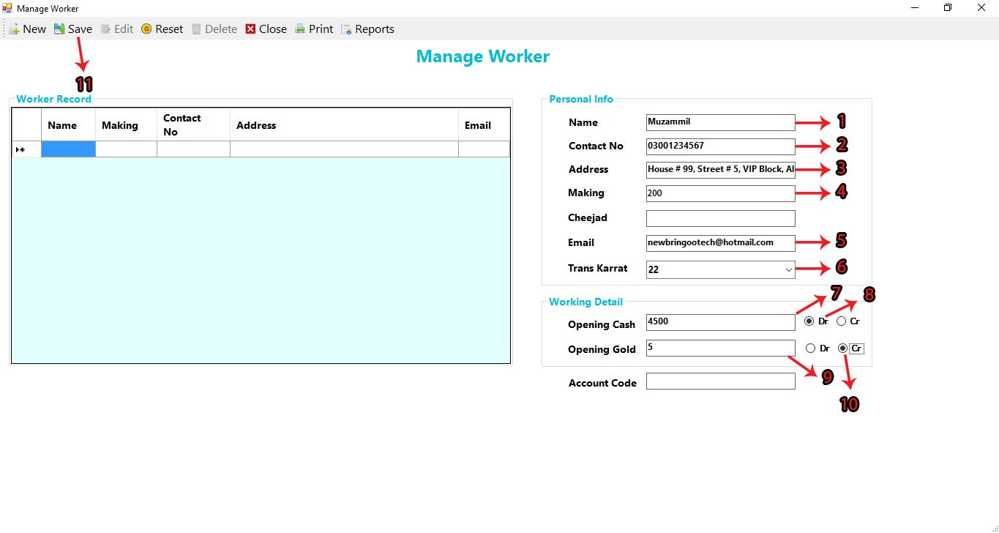 Manage Worker
New Save Edit Reset Delete Close Print Reports
Manage Worker
11
Worker Record
Name Making Contact No Address Email
Personal Info
Name Muzammil 1
Contact No 03001234567 2
Address House # 99, Street # 5, VIP Block, Al 3
Making 200 4
Cheejad
Email newbringootech@hotmail.com 5
Trans Karrat 22 6
7 8
Working Detail
Opening Cash 4500 Dr Cr
Opening Gold 5 Dr Cr
9
Account Code
10